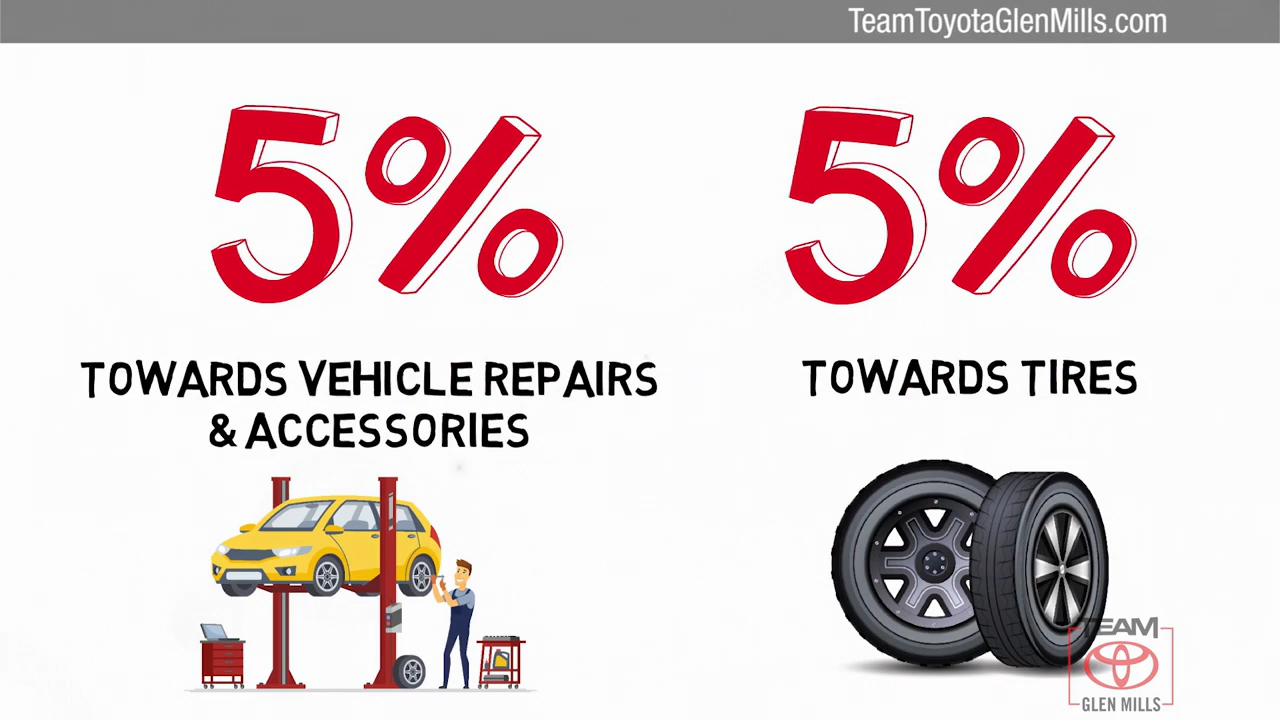 TeamToyotaGlenMills.com
5%
5%
TOWARDS VEHICLE REPAIRS
& ACCESSORIES
TOWARDS TIRES
TEAM
GLEN MILLS